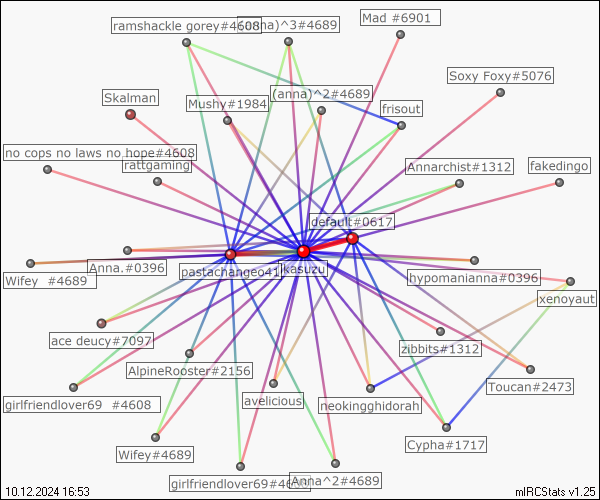 ramshackle gorey#4608
(anna)^3#4689
Mad #6901
Soxy Foxy#5076
Skalman
Mushy#1984
(anna)^2#4689
frisout
no cops no laws no hope#4608
rattgaming
Annarchist#1312
fakedingo
default#0617
Wifey #4689
Anna.#0396
pastachangeo41
kasuzu
hypomanianna#0396
xenoyaut
ace deucy#7097
zibbits#1312
AlpineRooster#2156
Toucan#2473
girlfriendlover69 #4608
avelicious
neokingghidorah
Cypha#1717
Wifey#4689
girlfriendlover69#46
Anna^2#4689
10.12.2024 16:53
mIRCStats v1.25